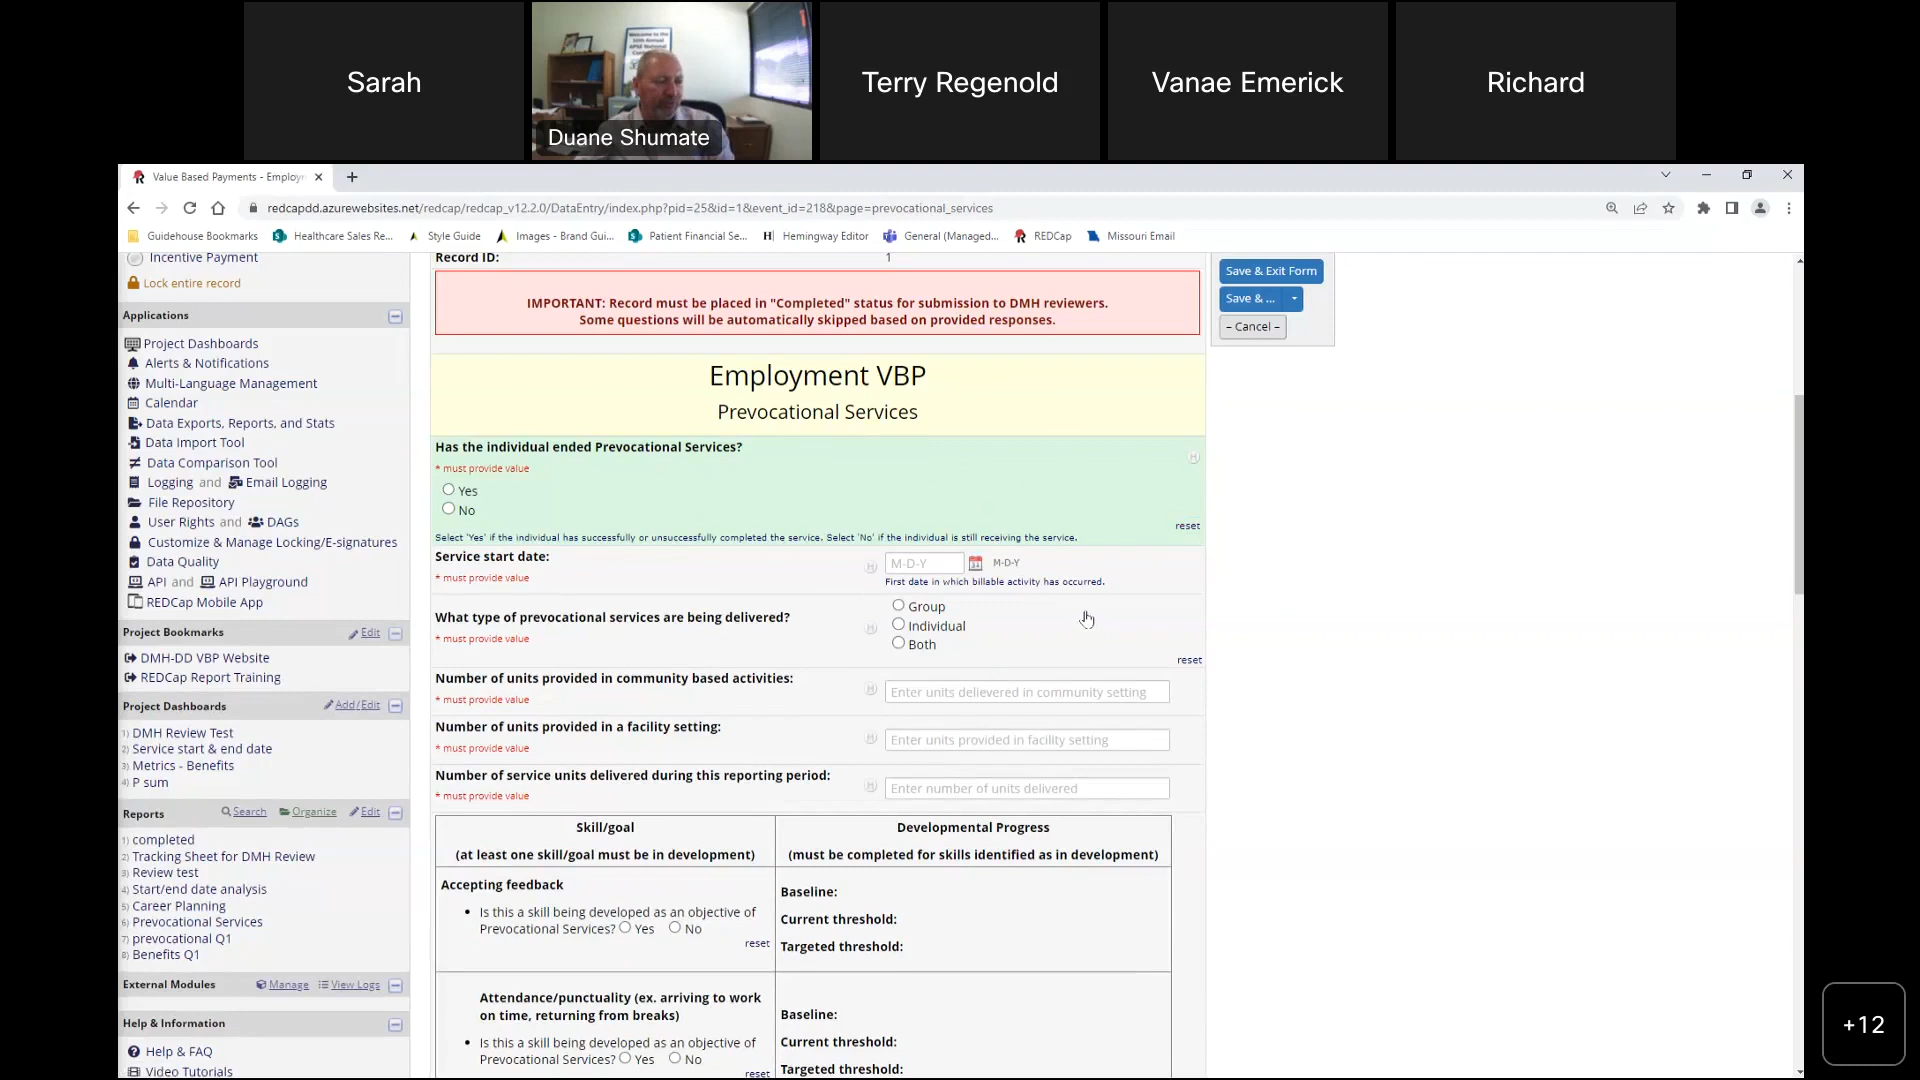 Sarah
Welcome to the
APSE National
Duane Shumate
Terry Regenold
Vanae Emerick
Richard
Value Based Payments - Employ
redcapdd.azurewebsites.net/redcap/redcap_v12.2.0/DataEntry/index.php?pid=25&id=1&event_id=218&page=prevocational_services
Guidehouse Bookmarks
Healthcare Sales Re...
Style Guide
Images - Brand Gui...
Patient Financial Se...
Hemingway Editor
General (Managed...
REDCap
Missouri Email
Incentive Payment
Lock entire record
Applications
Project Dashboards
Alerts & Notifications
Multi-Language Management
Calendar
Data Exports, Reports, and Stats
Data Import Tool
Data Comparison Tool
Logging and Email Logging
File Repository
User Rights and DAGs
Customize & Manage Locking/E-signatures
Data Quality
API and API Playground
REDCap Mobile App
Project Bookmarks Edit
DMH-DD VBP Website
REDCap Report Training
Project Dashboards Add/Edit
1) DMH Review Test
2) Service start & end date
3) Metrics - Benefits
4) P sum
Reports Search Organize Edit
1) completed
2) Tracking Sheet for DMH Review
3) Review test
4) Start/end date analysis
5) Career Planning
6) Prevocational Services
7) prevocational Q1
8) Benefits Q1
External Modules Manage View Logs
Help & Information
Help & FAQ
Video Tutorials
Record ID: 1
IMPORTANT: Record must be placed in "Completed" status for submission to DMH reviewers.
Some questions will be automatically skipped based on provided responses.
Employment VBP
Prevocational Services
Has the individual ended Prevocational Services?
* must provide value
Yes
No
reset
Select 'Yes' if the individual has successfully or unsuccessfully completed the service. Select 'No' if the individual is still receiving the service.
Service start date:
* must provide value
M-D-Y 31 M-D-Y
First date in which billable activity has occurred.
What type of prevocational services are being delivered?
* must provide value
Group
Individual
Both
reset
Number of units provided in community based activities:
* must provide value
Enter units delievered in community setting
Number of units provided in a facility setting:
* must provide value
Enter units provided in facility setting
Number of service units delivered during this reporting period:
* must provide value
Enter number of units delivered
Skill/goal
(at least one skill/goal must be in development)
Developmental Progress
(must be completed for skills identified as in development)
Accepting feedback
• Is this a skill being developed as an objective of
Prevocational Services? Yes No
reset
Baseline:
Current threshold:
Targeted threshold:
Attendance/punctuality (ex. arriving to work
on time, returning from breaks)
• Is this a skill being developed as an objective of
Prevocational Services? Yes No
reset
Baseline:
Current threshold:
Targeted threshold:
Save & Exit Form
Save & ...
-- Cancel --
+12